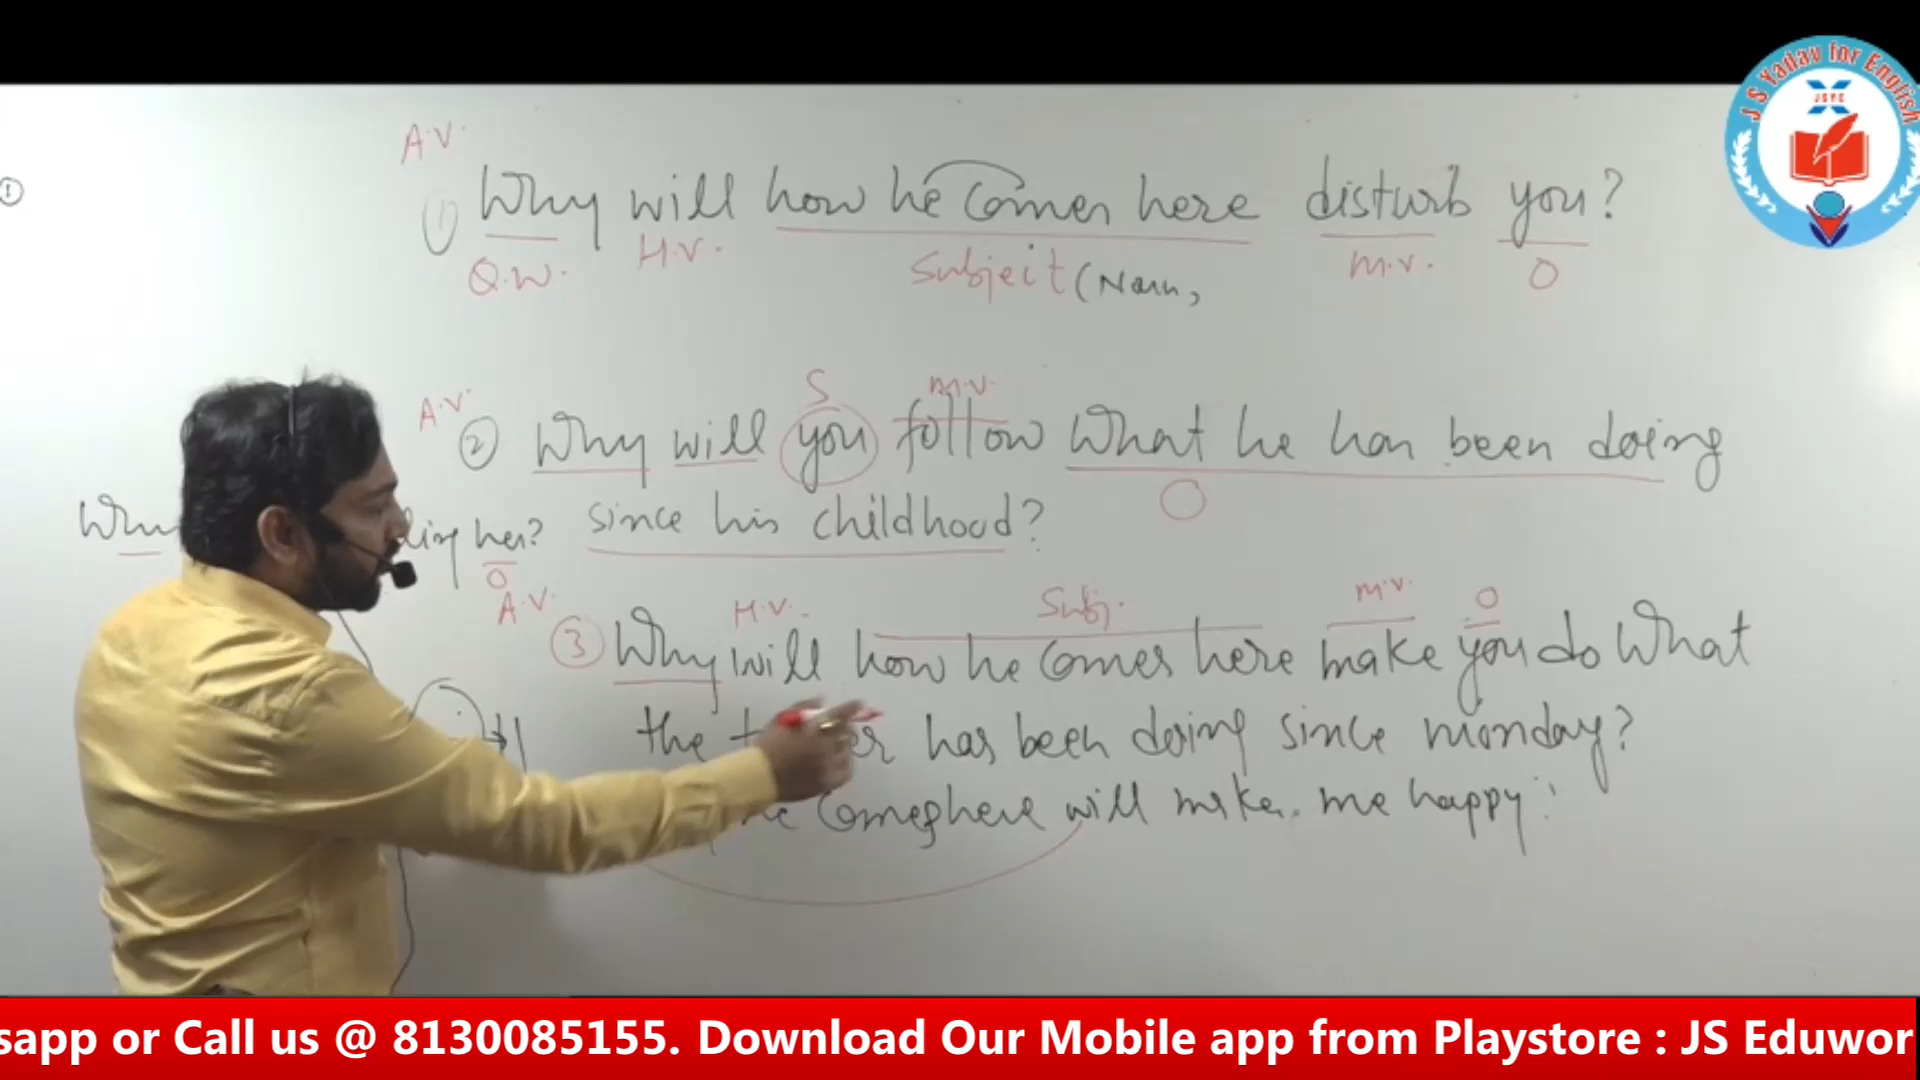 J S Yadav for English
JSYE
A.V.
① Why will how he comes here disturb you?
Q.W. H.V. Subject (Noun, M.V. O
S M.V.
A.V. ② Why will you follow what he has been doing
O
since his childhood?
her?
O
A.V. H.V. Subj. M.V. O
③ Why will how he comes here make you do what
the has been doing since monday?
comes here will make me happy.
sapp or Call us @ 8130085155. Download Our Mobile app from Playstore : JS Eduwor